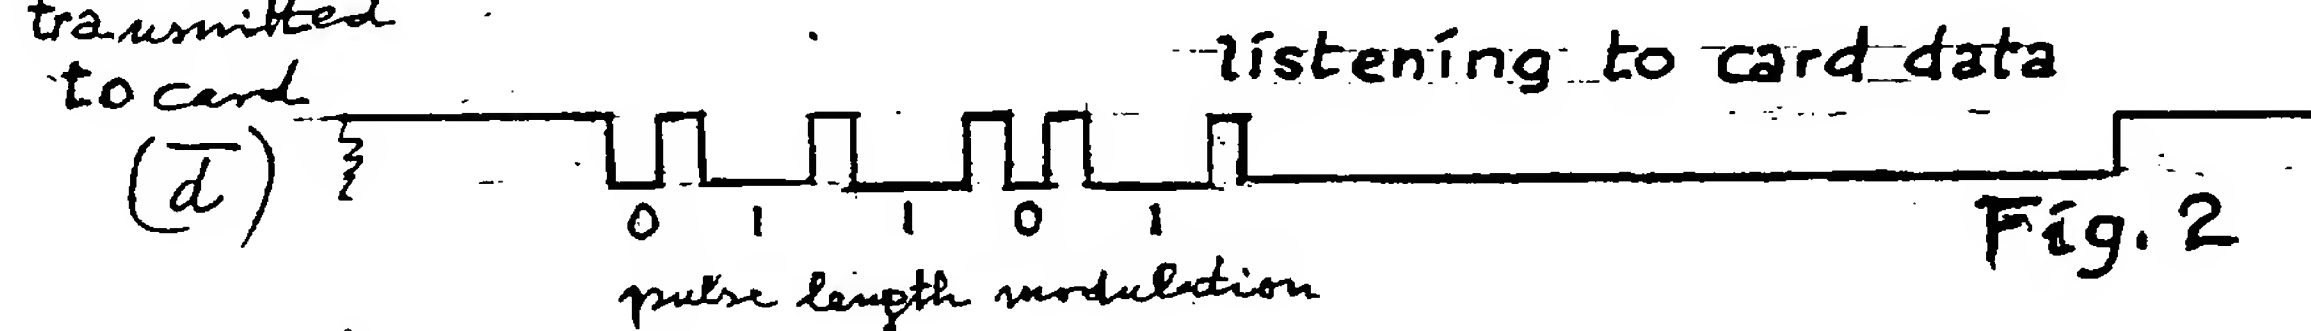 transmitted
to card
listening to card data
(d̅)
0 1 1 0 1
Fig. 2
pulse length modulation